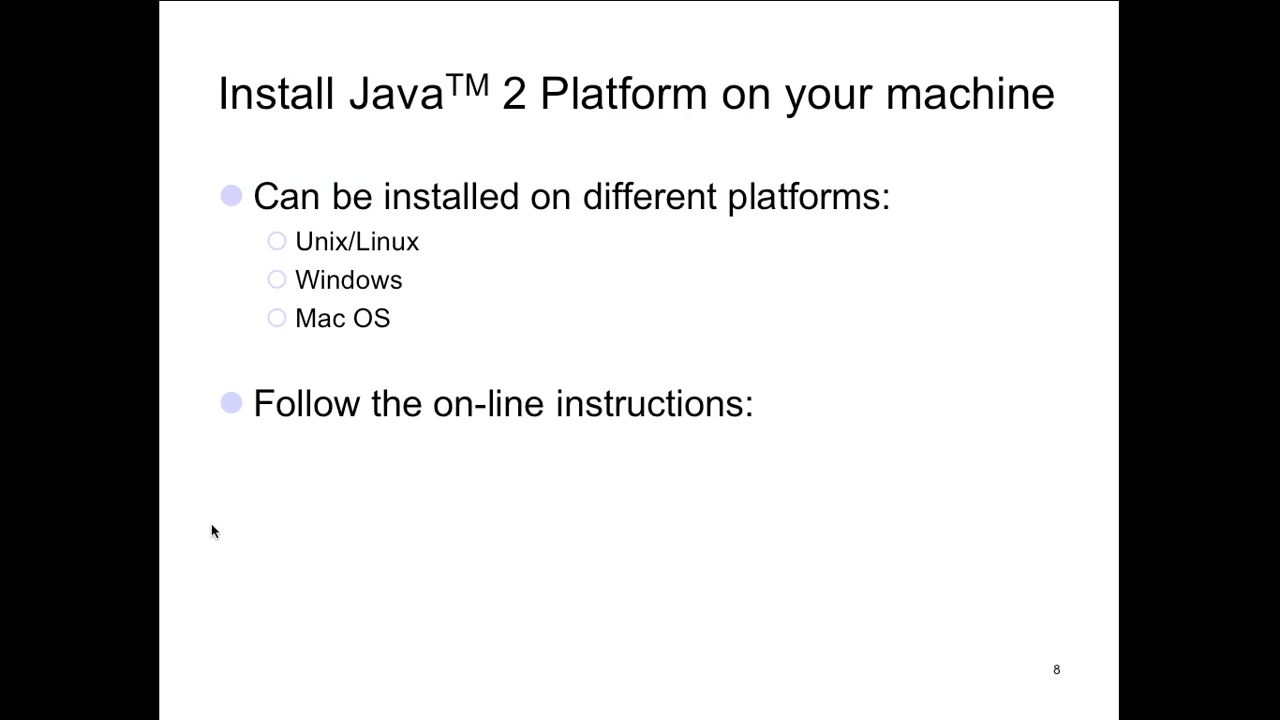 Install Java™ 2 Platform on your machine
Can be installed on different platforms:
Unix/Linux
Windows
Mac OS
Follow the on-line instructions:
8